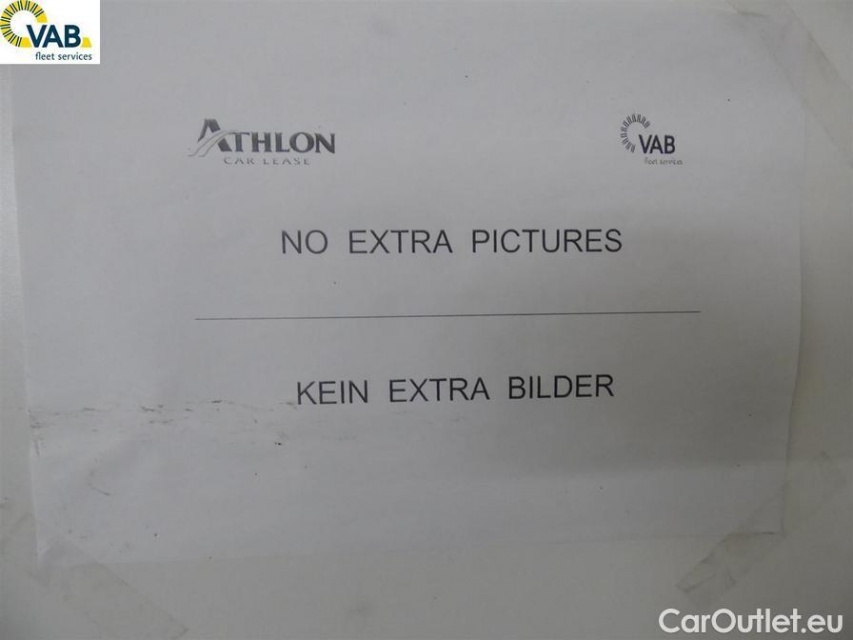 VAB
fleet services
ATHLON
CAR LEASE
VAB
fleet services
NO EXTRA PICTURES
KEIN EXTRA BILDER
CarOutlet.eu